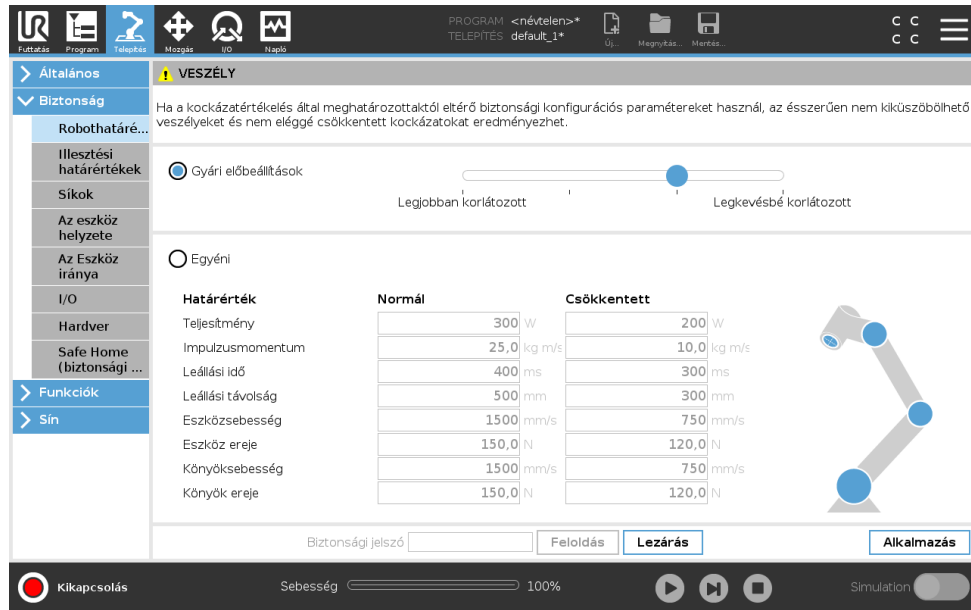 PROGRAM <névtelen>*
TELEPÍTÉS default_1*
Futtatás Program Telepítés Mozgás I/O Napló Új... Megnyitás... Mentés...
C C
C C
Általános
Biztonság
Robothatáré...
Illesztési
határértékek
Síkok
Az eszköz
helyzete
Az Eszköz
iránya
I/O
Hardver
Safe Home
(biztonsági ...
Funkciók
Sín
VESZÉLY
Ha a kockázatértékelés által meghatározottaktól eltérő biztonsági konfigurációs paramétereket használ, az ésszerűen nem kiküszöbölhető
veszélyeket és nem eléggé csökkentett kockázatokat eredményezhet.
Gyári előbeállítások
Legjobban korlátozott Legkevésbé korlátozott
Egyéni
Határérték Normál Csökkentett
Teljesítmény 300 W 200 W
Impulzusmomentum 25,0 kg m/s 10,0 kg m/s
Leállási idő 400 ms 300 ms
Leállási távolság 500 mm 300 mm
Eszközsebesség 1500 mm/s 750 mm/s
Eszköz ereje 150,0 N 120,0 N
Könyöksebesség 1500 mm/s 750 mm/s
Könyök ereje 150,0 N 120,0 N
Biztonsági jelszó Feloldás Lezárás Alkalmazás
Kikapcsolás Sebesség 100% Simulation